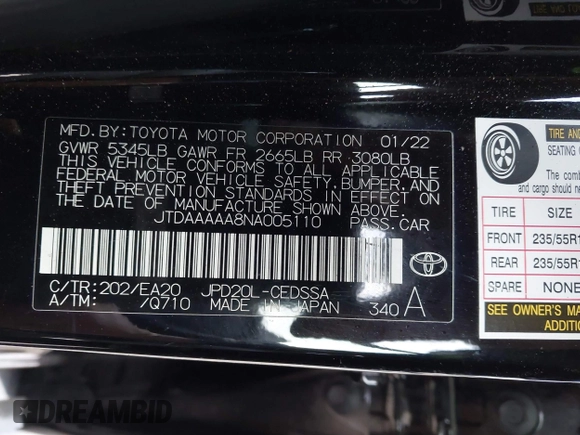 MFD. BY: TOYOTA MOTOR CORPORATION 01/22
GVWR 5345LB GAWR FR 2665LB RR 3080LB
THIS VEHICLE CONFORMS TO ALL APPLICABLE
FEDERAL MOTOR VEHICLE SAFETY, BUMPER, AND
THEFT PREVENTION STANDARDS IN EFFECT ON
THE DATE OF MANUFACTURE SHOWN ABOVE.
JTDAAAAA8NA005110 PASS. CAR
C/TR: 202/EA20 JPD20L-CEDSSA
A/TM: /Q710 MADE IN JAPAN 340 A
TOYOTA
TIRE AND
The comb
and cargo should ne
TIRE SIZE
FRONT 235/55R1
REAR 235/55R1
SPARE NONE
SEE OWNER'S MA
DREAMBID